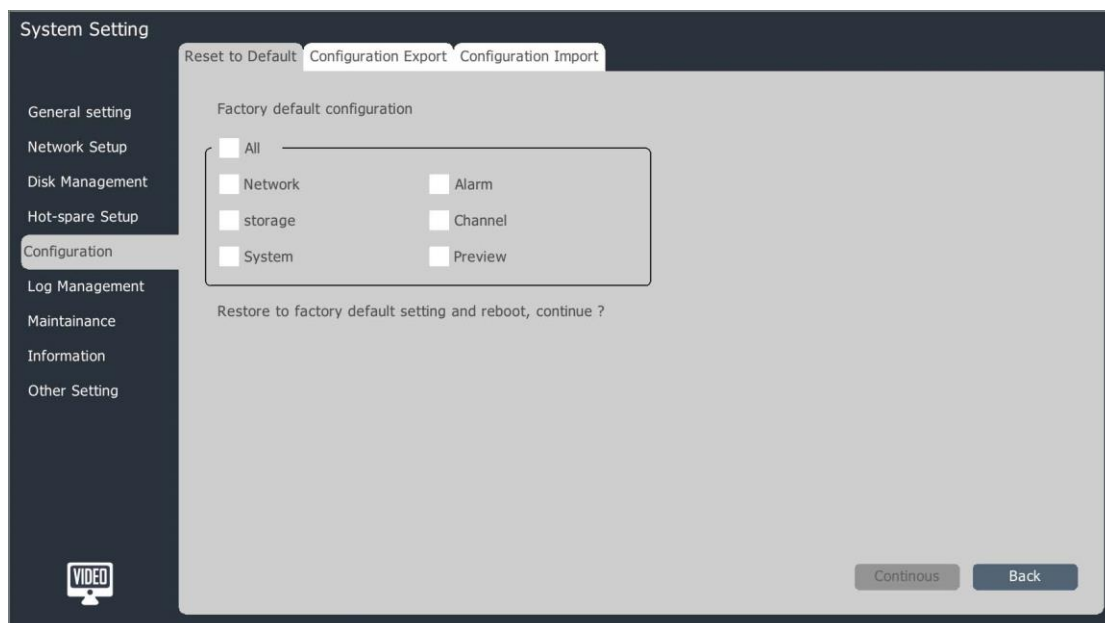 System Setting
Reset to Default Configuration Export Configuration Import
General setting
Network Setup
Disk Management
Hot-spare Setup
Configuration
Log Management
Maintainance
Information
Other Setting
VIDEO
Factory default configuration
All
Network Alarm
storage Channel
System Preview
Restore to factory default setting and reboot, continue ?
Continous Back